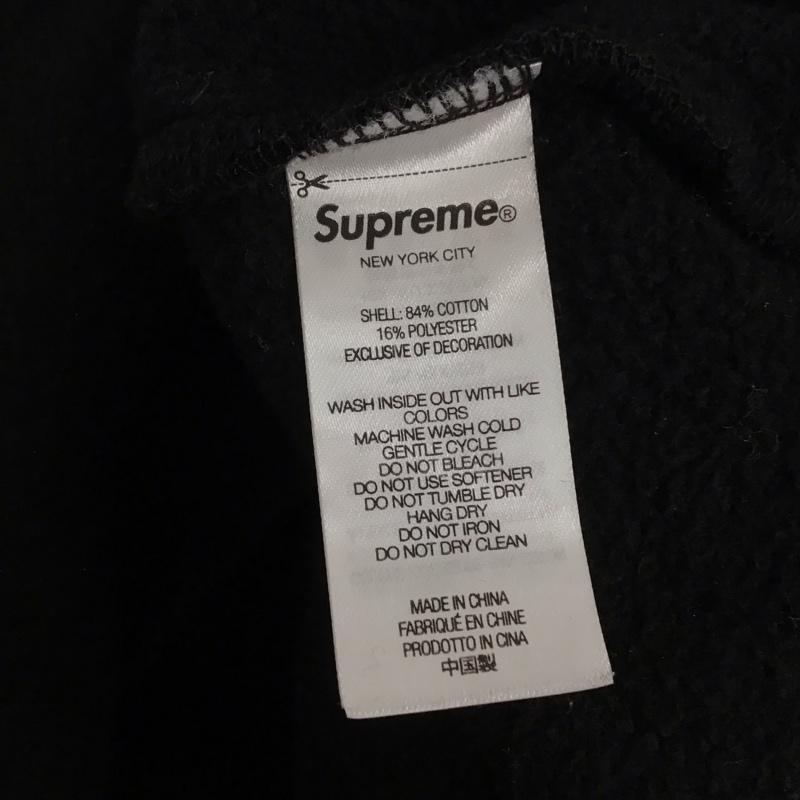 Supreme®
NEW YORK CITY
SHELL: 84% COTTON
16% POLYESTER
EXCLUSIVE OF DECORATION
WASH INSIDE OUT WITH LIKE
COLORS
MACHINE WASH COLD
GENTLE CYCLE
DO NOT BLEACH
DO NOT USE SOFTENER
DO NOT TUMBLE DRY
HANG DRY
DO NOT IRON
DO NOT DRY CLEAN
MADE IN CHINA
FABRIQUÉ EN CHINE
PRODOTTO IN CINA
中国製